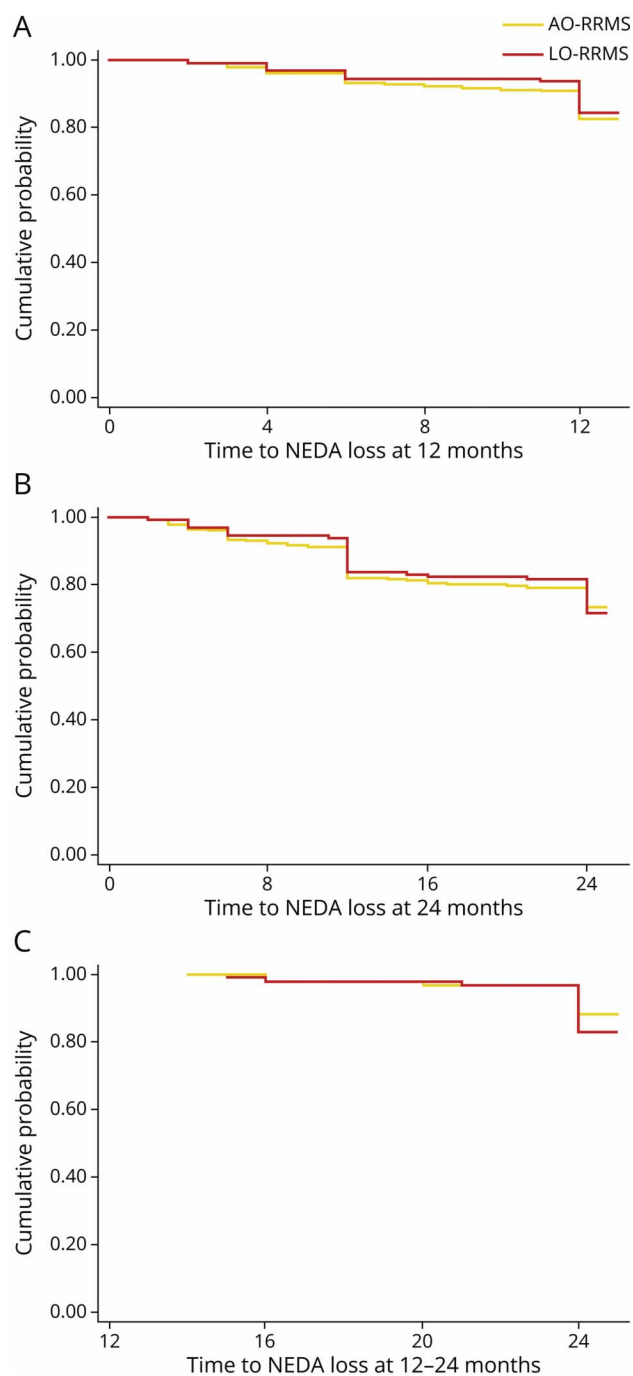 A
AO-RRMS
LO-RRMS
Cumulative probability
1.00
0.80
0.60
0.40
0.20
0.00
0 4 8 12
Time to NEDA loss at 12 months
B
Cumulative probability
1.00
0.80
0.60
0.40
0.20
0.00
0 8 16 24
Time to NEDA loss at 24 months
C
Cumulative probability
1.00
0.80
0.60
0.40
0.20
0.00
12 16 20 24
Time to NEDA loss at 12–24 months